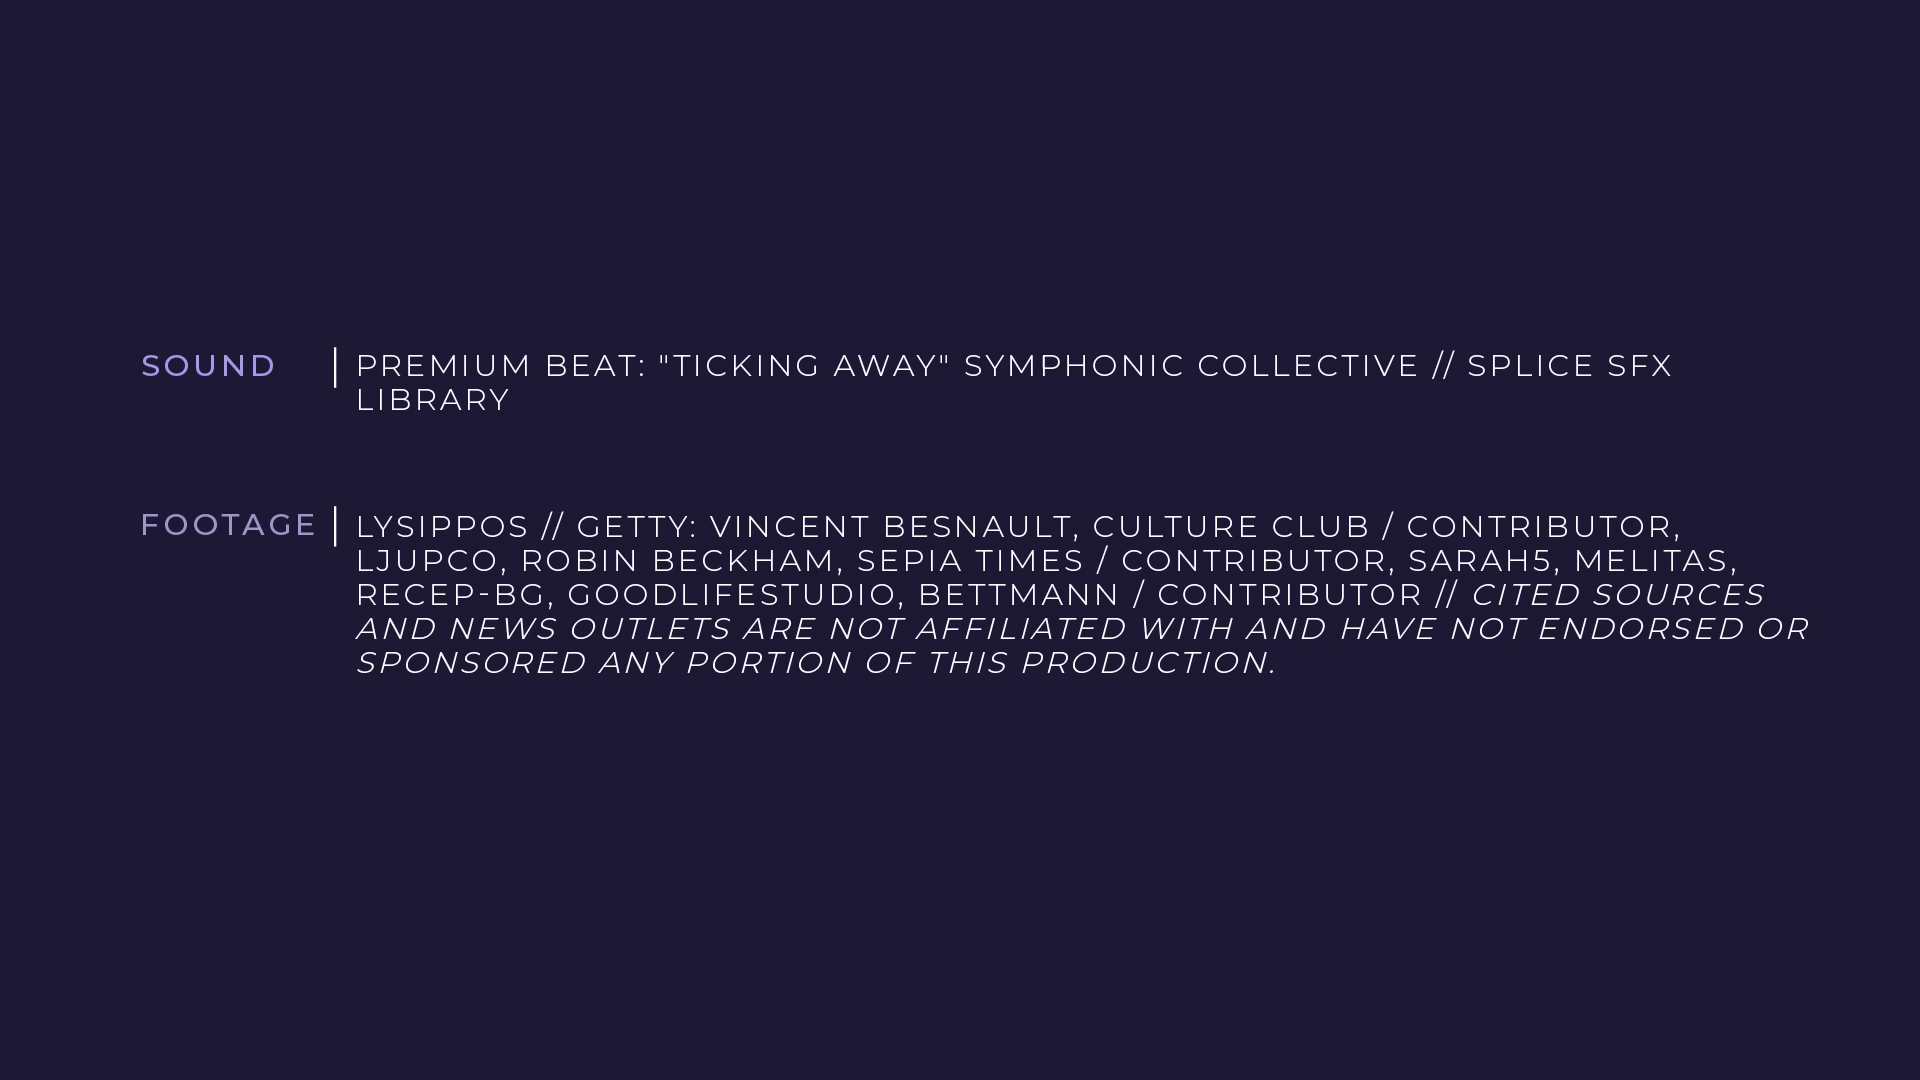 SOUND | PREMIUM BEAT: "TICKING AWAY" SYMPHONIC COLLECTIVE // SPLICE SFX
LIBRARY
FOOTAGE | LYSIPPOS // GETTY: VINCENT BESNAULT, CULTURE CLUB / CONTRIBUTOR,
LJUPCO, ROBIN BECKHAM, SEPIA TIMES / CONTRIBUTOR, SARAH5, MELITAS,
RECEP-BG, GOODLIFESTUDIO, BETTMANN / CONTRIBUTOR // CITED SOURCES
AND NEWS OUTLETS ARE NOT AFFILIATED WITH AND HAVE NOT ENDORSED OR
SPONSORED ANY PORTION OF THIS PRODUCTION.